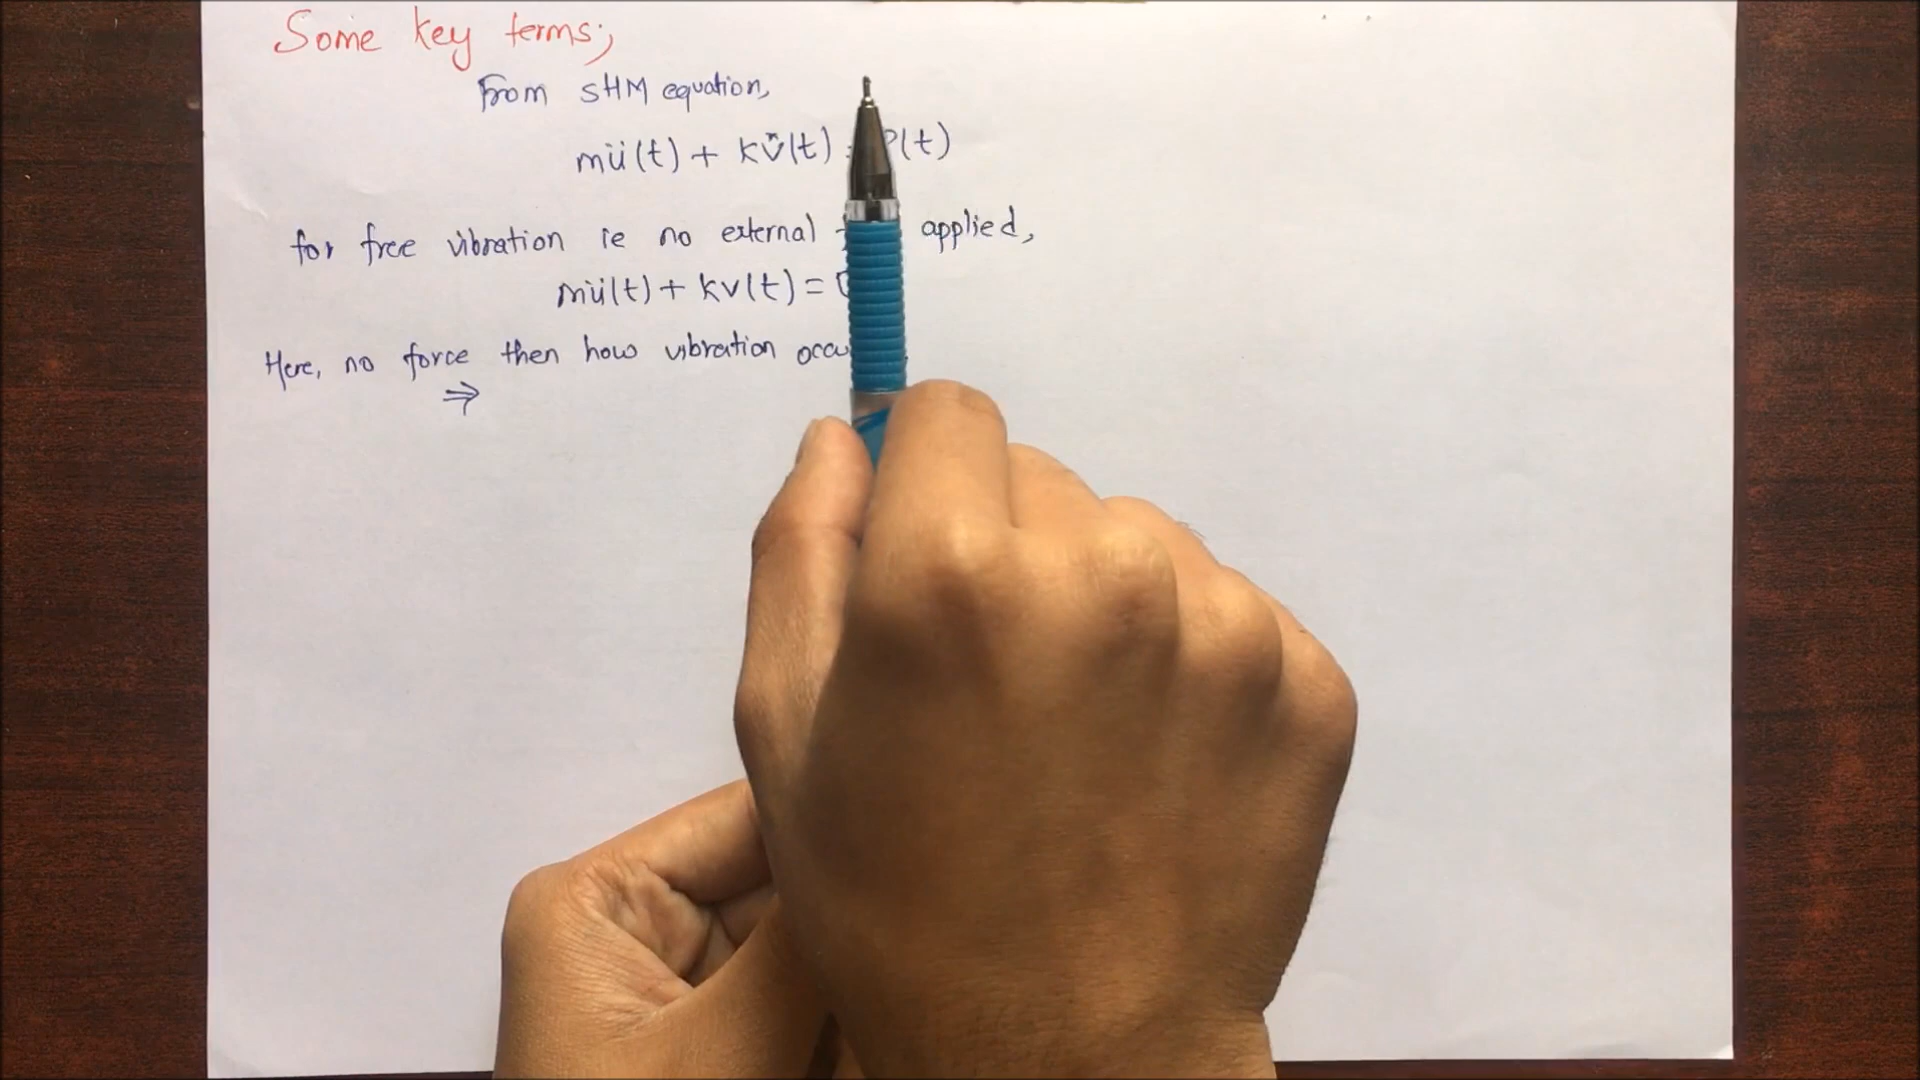 Some key terms;
From SHM equation,
mü(t) + kv̈(t) = P(t)
for free vibration ie no external applied,
mü(t) + kv(t) = 0
Here, no force then how vibration
⇒